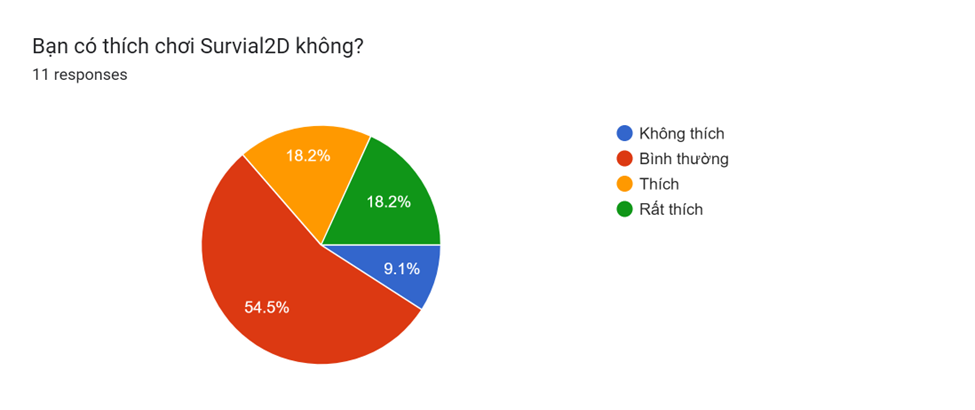 Bạn có thích chơi Survial2D không?
11 responses
Không thích
Bình thường
Thích
Rất thích
18.2%
18.2%
9.1%
54.5%